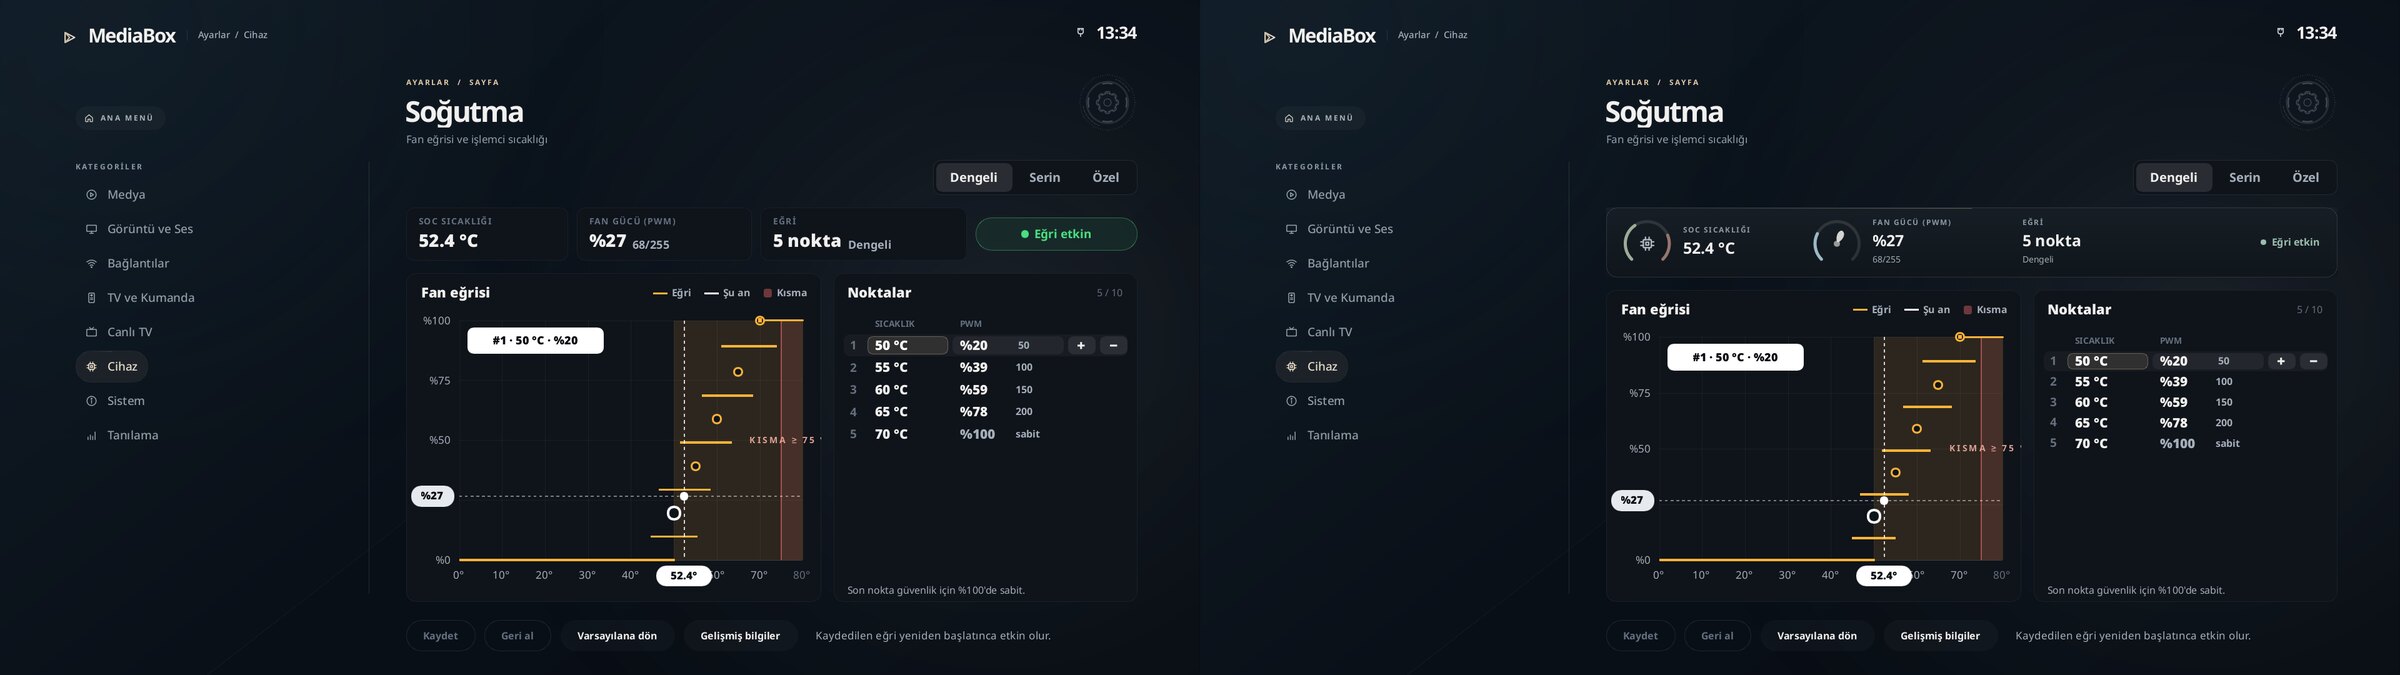 MediaBox Ayarlar / Cihaz
13:34
AYARLAR / SAYFA
Soğutma
Fan eğrisi ve işlemci sıcaklığı
ANA MENÜ
KATEGORİLER
Medya
Görüntü ve Ses
Bağlantılar
TV ve Kumanda
Canlı TV
Cihaz
Sistem
Tanılama
Dengeli Serin Özel
SOC SICAKLIĞI
52.4 °C
FAN GÜCÜ (PWM)
%27 68/255
EĞRİ
5 nokta Dengeli
Eğri etkin
Fan eğrisi
Eğri Şu an Kısma
#1 · 50 °C · %20
%100
%75
%50
%27
%0
KISMA ≥ 75
0° 10° 20° 30° 40° 52.4° 70° 80°
Noktalar 5 / 10
SICAKLIK PWM
1 50 °C %20 50 + −
2 55 °C %39 100
3 60 °C %59 150
4 65 °C %78 200
5 70 °C %100 sabit
Son nokta güvenlik için %100'de sabit.
Kaydet Geri al Varsayılana dön Gelişmiş bilgiler Kaydedilen eğri yeniden başlatınca etkin olur.
MediaBox Ayarlar / Cihaz
13:34
AYARLAR / SAYFA
Soğutma
Fan eğrisi ve işlemci sıcaklığı
ANA MENÜ
KATEGORİLER
Medya
Görüntü ve Ses
Bağlantılar
TV ve Kumanda
Canlı TV
Cihaz
Sistem
Tanılama
Dengeli Serin Özel
SOC SICAKLIĞI
52.4 °C
FAN GÜCÜ (PWM)
%27
68/255
EĞRİ
5 nokta
Dengeli
Eğri etkin
Fan eğrisi
Eğri Şu an Kısma
#1 · 50 °C · %20
%100
%75
%50
%27
%0
KISMA ≥ 75
0° 10° 20° 30° 40° 52.4° 70° 80°
Noktalar 5 / 10
SICAKLIK PWM
1 50 °C %20 50 + −
2 55 °C %39 100
3 60 °C %59 150
4 65 °C %78 200
5 70 °C %100 sabit
Son nokta güvenlik için %100'de sabit.
Kaydet Geri al Varsayılana dön Gelişmiş bilgiler Kaydedilen eğri yeniden başlatınca etkin olur.